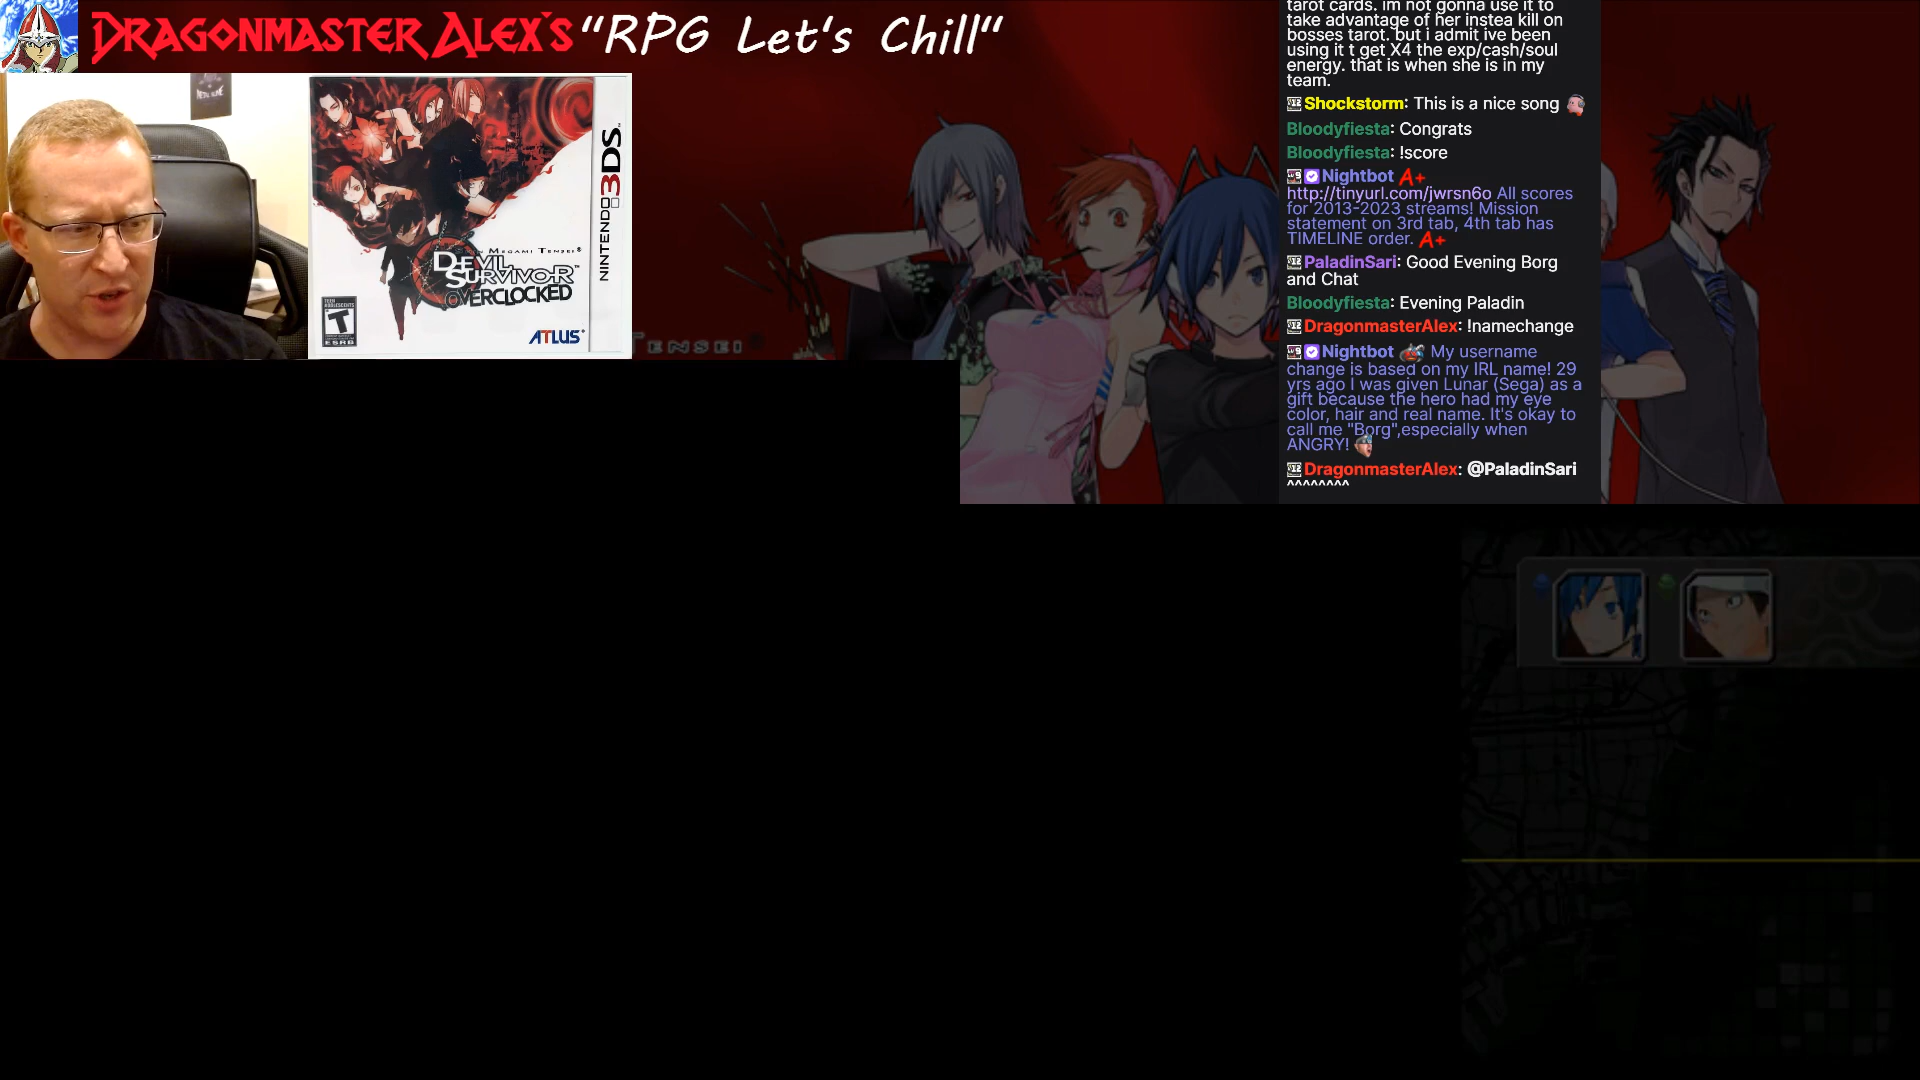 DRAGONMASTER ALEX'S "RPG Let's Chill"
MEGAMI TENSEI®
DEVIL
SURVIVOR™
OVERCLOCKED
NINTENDO 3DS™
TEEN
T
ESRB
ATLUS®
TENSEI®
tarot cards. im not gonna use it to
take advantage of her instea kill on
bosses tarot. but i admit ive been
using it t get X4 the exp/cash/soul
energy. that is when she is in my
team.
Shockstorm: This is a nice song
Bloodyfiesta: Congrats
Bloodyfiesta: !score
Nightbot A+
http://tinyurl.com/jwrsn6o All scores
for 2013-2023 streams! Mission
statement on 3rd tab, 4th tab has
TIMELINE order. A+
PaladinSari: Good Evening Borg
and Chat
Bloodyfiesta: Evening Paladin
DragonmasterAlex: !namechange
Nightbot My username
change is based on my IRL name! 29
yrs ago I was given Lunar (Sega) as a
gift because the hero had my eye
color, hair and real name. It's okay to
call me "Borg",especially when
ANGRY!
DragonmasterAlex: @PaladinSari
^^^^^^^^